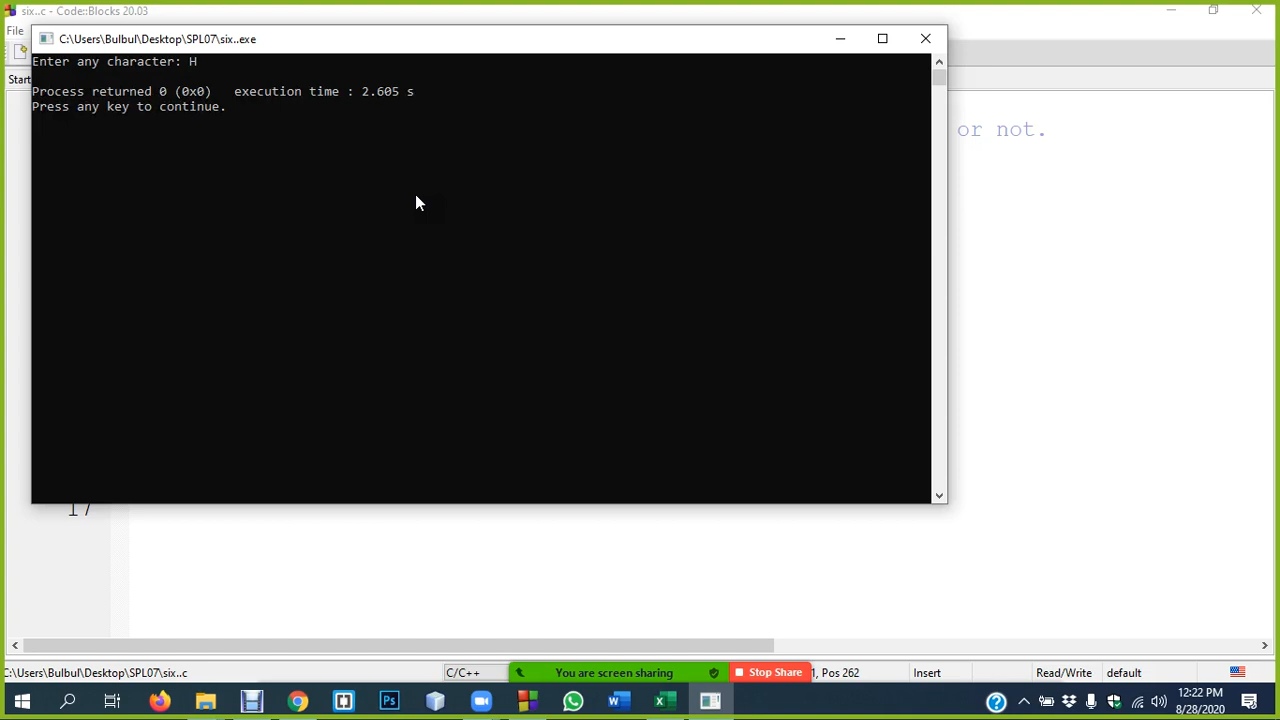 six..c - Code::Blocks 20.03
File
C:\Users\Bulbul\Desktop\SPL07\six..exe
Start
Enter any character: H
Process returned 0 (0x0)   execution time : 2.605 s
Press any key to continue.
or not.
17
C:\Users\Bulbul\Desktop\SPL07\six..c
C/C++
You are screen sharing
Stop Share
1, Pos 262
Insert
Read/Write
default
Ps
12:22 PM
8/28/2020